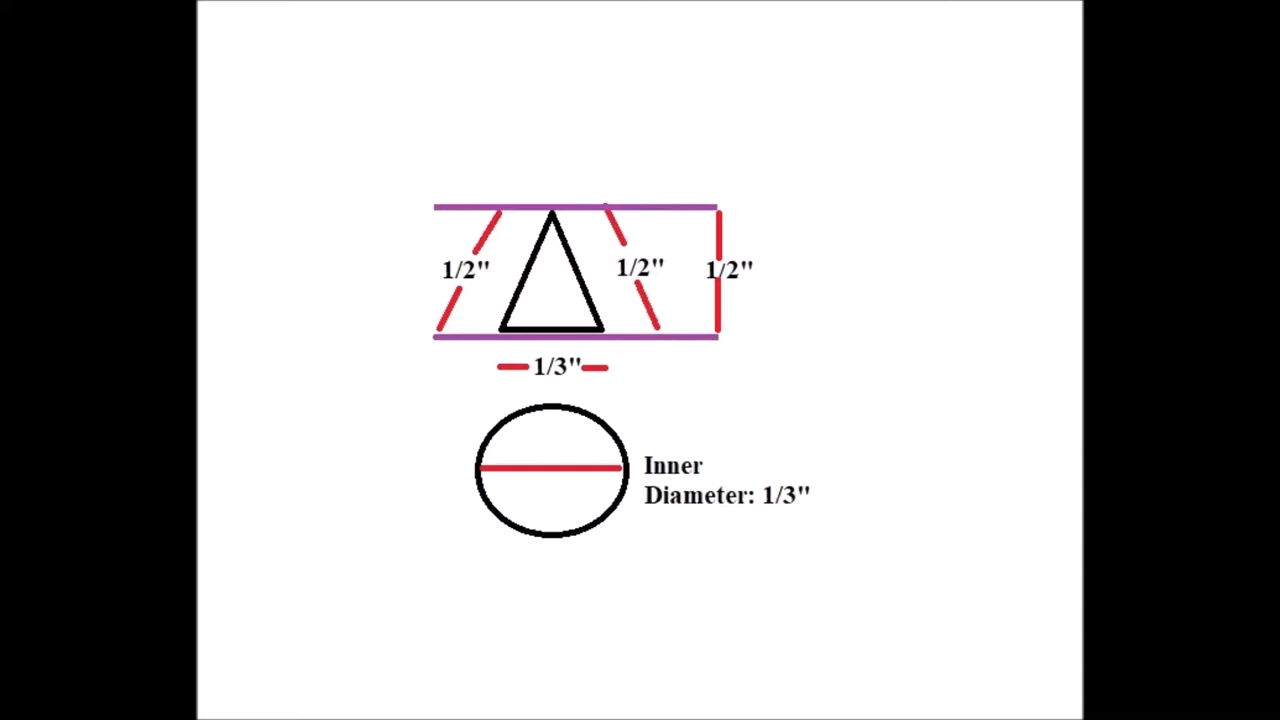 1/2" 1/2" 1/2"
1/3"
Inner
Diameter: 1/3"